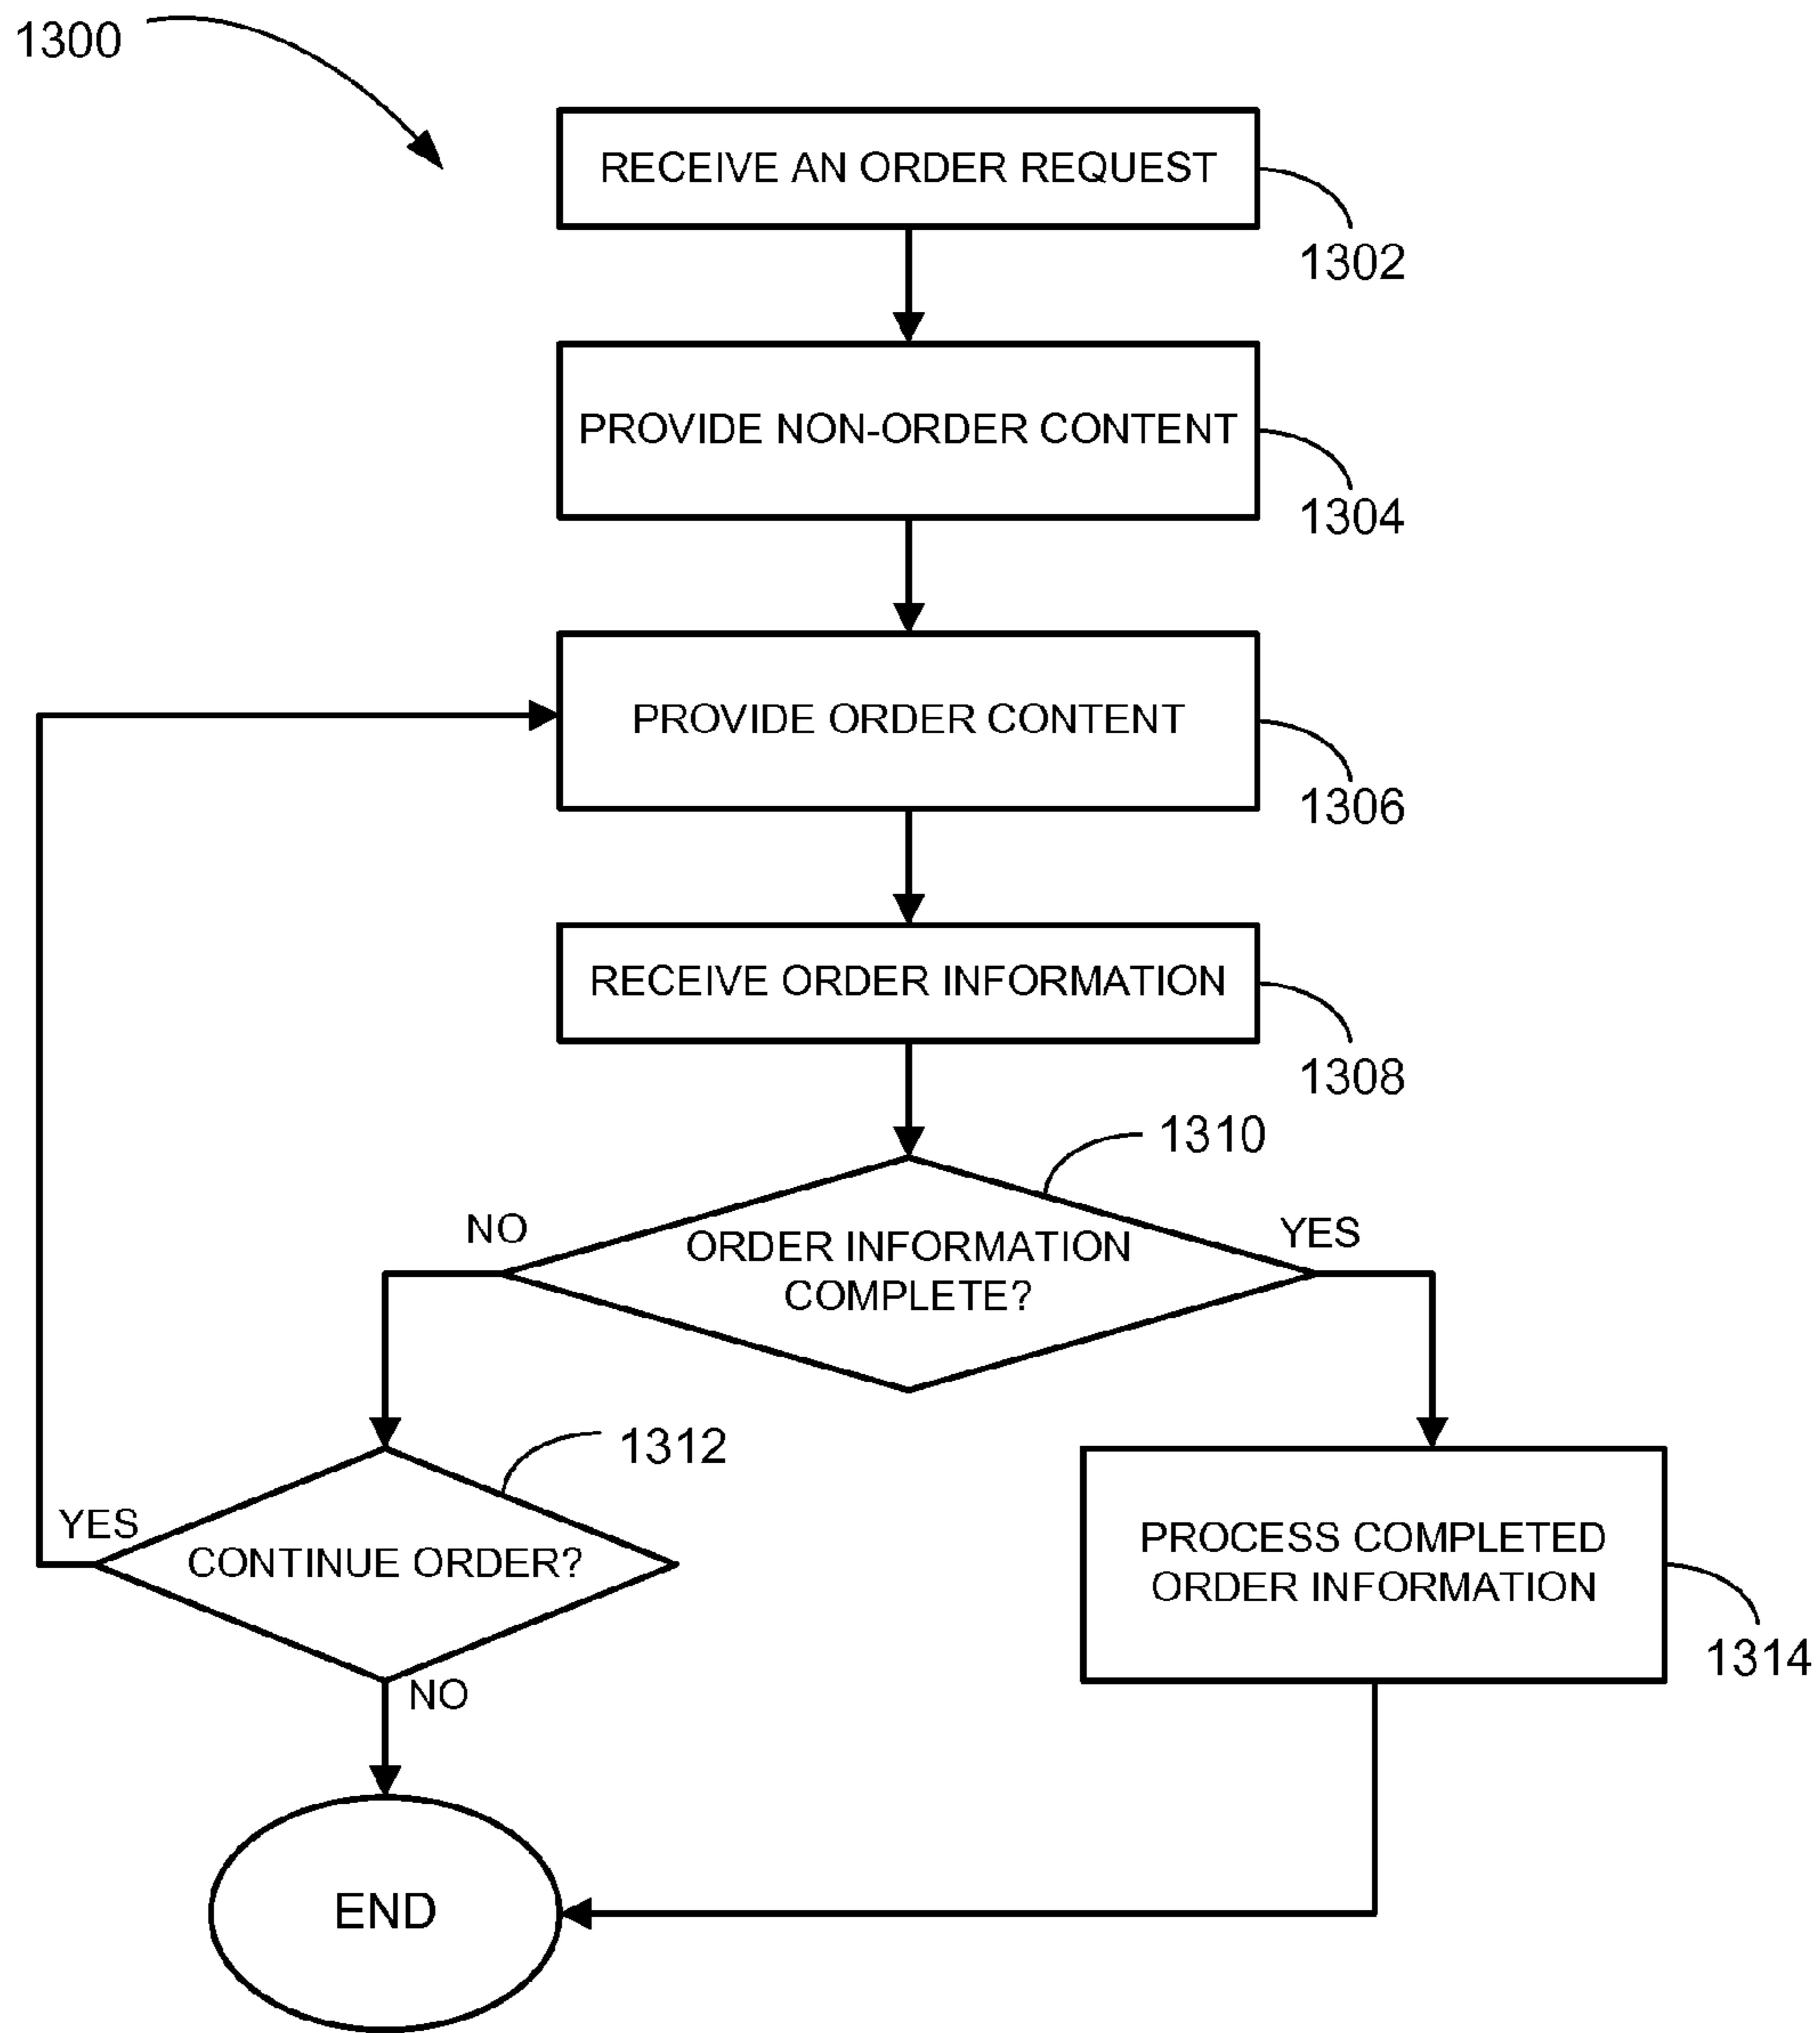 1300
RECEIVE AN ORDER REQUEST
1302
PROVIDE NON-ORDER CONTENT
1304
PROVIDE ORDER CONTENT
1306
RECEIVE ORDER INFORMATION
1308
1310
NO
ORDER INFORMATION
COMPLETE?
YES
1312
YES
CONTINUE ORDER?
NO
PROCESS COMPLETED
ORDER INFORMATION
1314
END